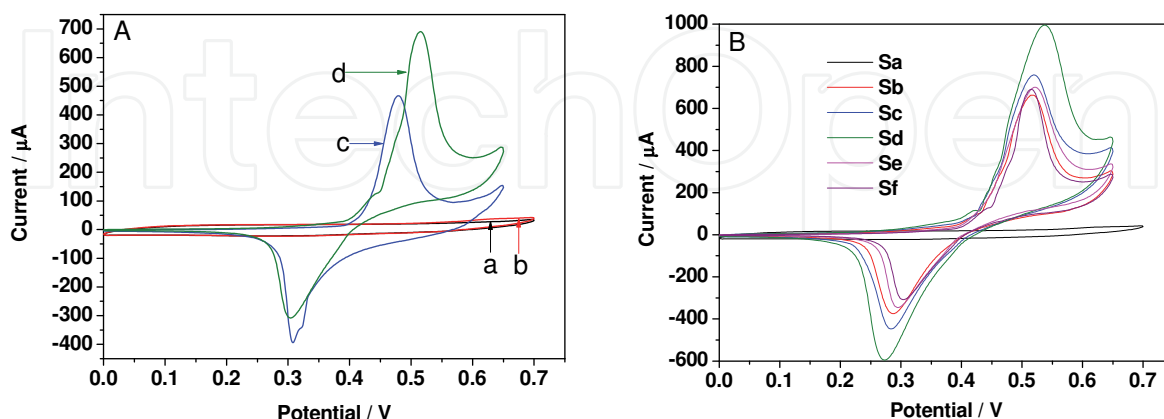 IntechOpen
A
700
600
500
400
300
200
100
0
-100
-200
-300
-400
Current / µA
d
c
a
b
0.0 0.1 0.2 0.3 0.4 0.5 0.6 0.7
Potential / V
B
1000
800
600
400
200
0
-200
-400
-600
Current / µA
Sa
Sb
Sc
Sd
Se
Sf
0.0 0.1 0.2 0.3 0.4 0.5 0.6 0.7
Potential / V